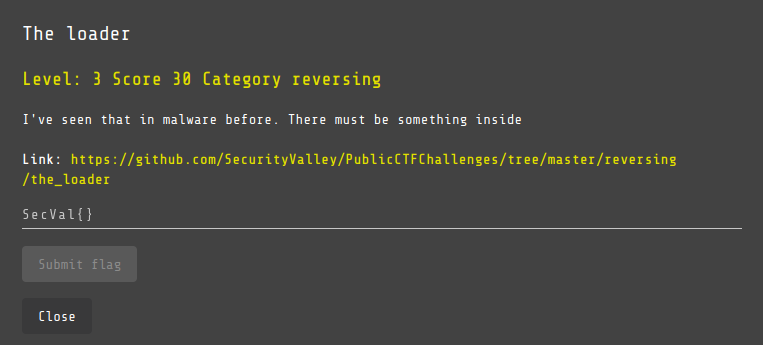 The loader
Level: 3 Score 30 Category reversing
I've seen that in malware before. There must be something inside
Link: https://github.com/SecurityValley/PublicCTFChallenges/tree/master/reversing
/the_loader
SecVal{}
Submit flag
Close